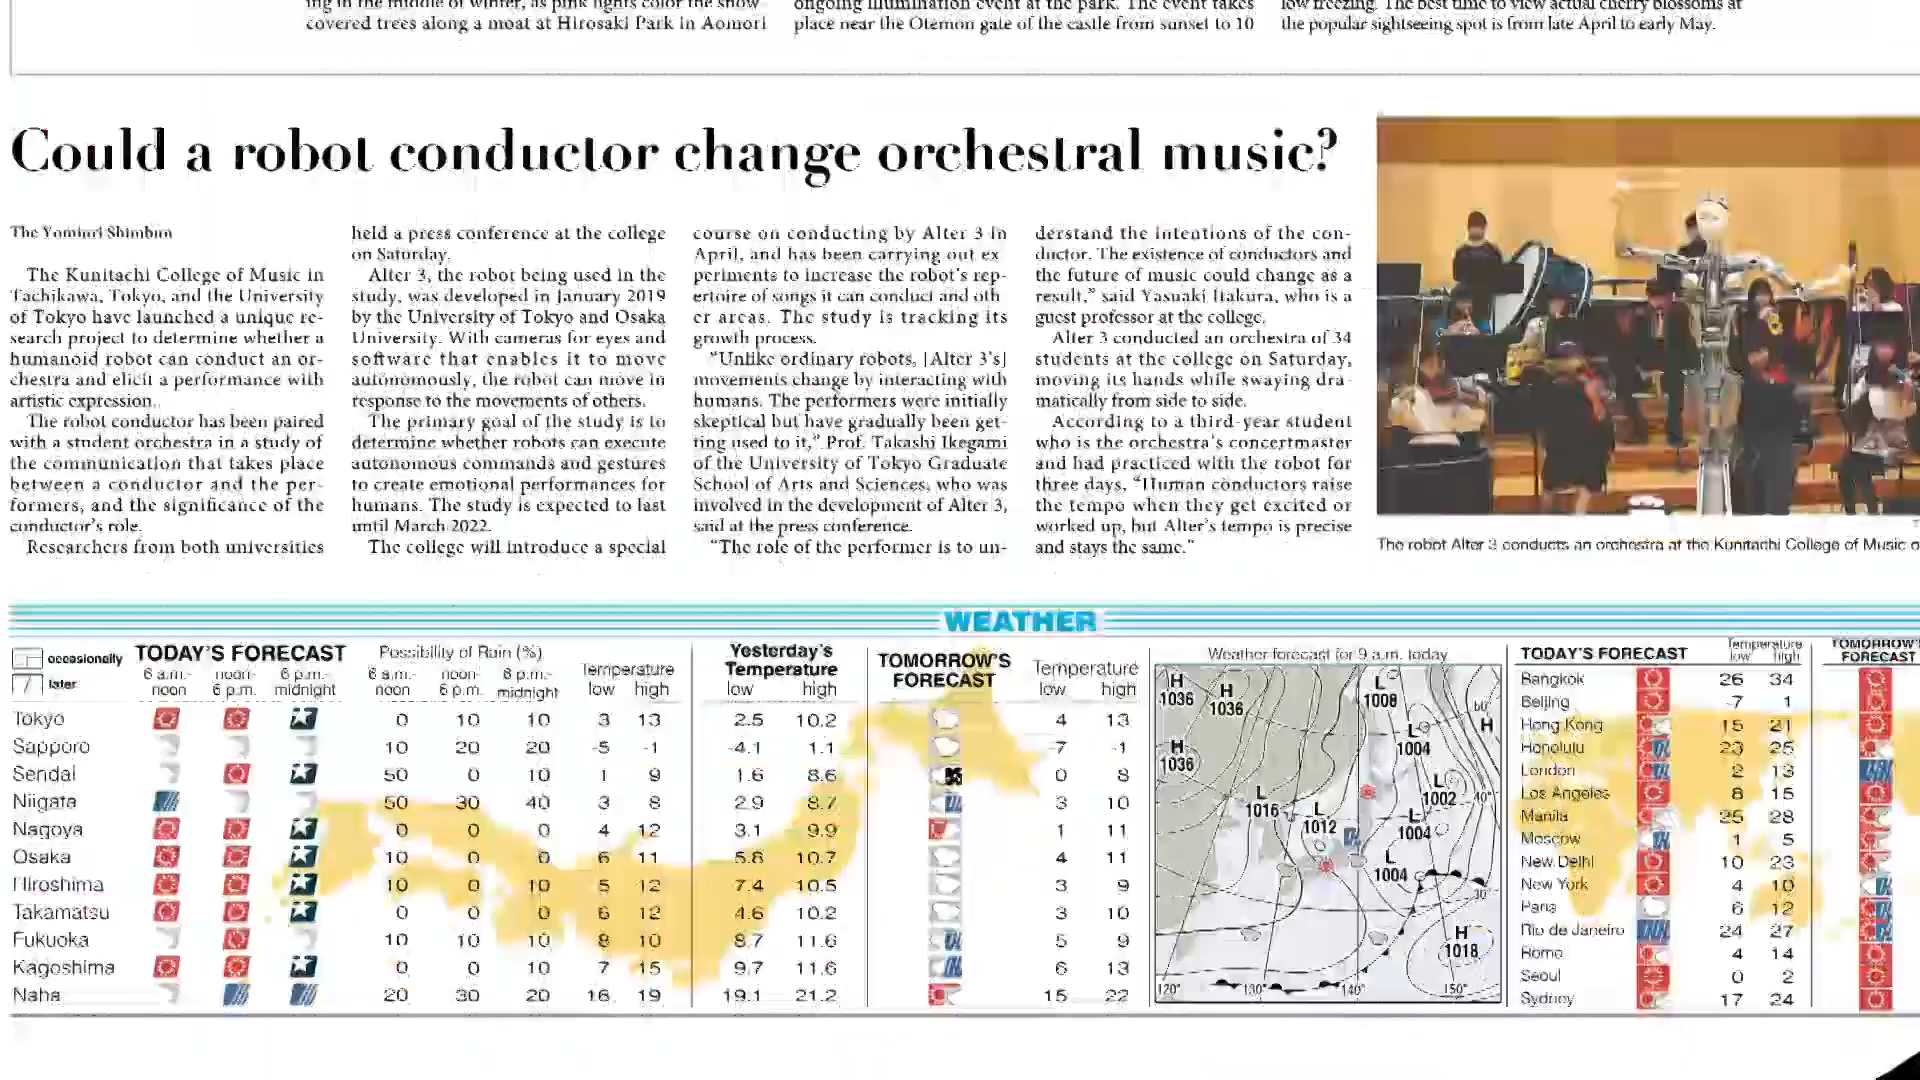 covered trees along a moat at Hirosaki Park in Aomori
ongoing illumination event at the park. The event takes
place near the Otemon gate of the castle from sunset to 10
low freezing. The best time to view actual cherry blossoms at
the popular sightseeing spot is from late April to early May.
Could a robot conductor change orchestral music?
The Yomiuri Shimbun
The Kunitachi College of Music in
Tachikawa, Tokyo, and the University
of Tokyo have launched a unique re-
search project to determine whether a
humanoid robot can conduct an or-
chestra and elicit a performance with
artistic expression.
The robot conductor has been paired
with a student orchestra in a study of
the communication that takes place
between a conductor and the per-
formers, and the significance of the
conductor's role.
Researchers from both universities
held a press conference at the college
on Saturday.
Alter 3, the robot being used in the
study, was developed in January 2019
by the University of Tokyo and Osaka
University. With cameras for eyes and
software that enables it to move
autonomously, the robot can move in
response to the movements of others.
The primary goal of the study is to
determine whether robots can execute
autonomous commands and gestures
to create emotional performances for
humans. The study is expected to last
until March 2022.
The college will introduce a special
course on conducting by Alter 3 in
April, and has been carrying out ex-
periments to increase the robot's rep-
ertoire of songs it can conduct and oth-
er areas. The study is tracking its
growth process.
"Unlike ordinary robots, [Alter 3's]
movements change by interacting with
humans. The performers were initially
skeptical but have gradually been get-
ting used to it," Prof. Takashi Ikegami
of the University of Tokyo Graduate
School of Arts and Sciences, who was
involved in the development of Alter 3,
said at the press conference.
"The role of the performer is to un-
derstand the intentions of the con-
ductor. The existence of conductors and
the future of music could change as a
result," said Yasuaki Itakura, who is a
guest professor at the college.
Alter 3 conducted an orchestra of 34
students at the college on Saturday,
moving its hands while swaying dra-
matically from side to side.
According to a third-year student
who is the orchestra's concertmaster
and had practiced with the robot for
three days, "Human conductors raise
the tempo when they get excited or
worked up, but Alter's tempo is precise
and stays the same."
The robot Alter 3 conducts an orchestra at the Kunitachi College of Music o
WEATHER
occasionally
later
TODAY'S FORECAST
6 a.m.- noon noon- 6 p.m. 6 p.m.- midnight
Possibility of Rain (%)
6 a.m.- noon noon- 6 p.m. 6 p.m.- midnight
Temperature
low high
Yesterday's
Temperature
low high
TOMORROW'S
FORECAST
Temperature
low high
Tokyo 0 10 10 3 13 2.5 10.2 4 13
Sapporo 10 20 20 -5 -1 -4.1 1.1 -7 -1
Sendai 50 0 10 1 9 1.6 8.6 0 8
Niigata 50 30 40 3 8 2.9 8.7 3 10
Nagoya 0 0 0 4 12 3.1 9.9 1 11
Osaka 10 0 0 6 11 5.8 10.7 4 11
Hiroshima 10 0 10 5 12 7.4 10.5 3 9
Takamatsu 0 0 0 6 12 4.6 10.2 3 10
Fukuoka 10 10 10 8 10 8.7 11.6 5 9
Kagoshima 0 0 10 7 15 9.7 11.6 6 13
Naha 20 30 20 16 19 19.1 21.2 15 22
Weather forecast for 9 a.m. today
H
1036
H
1036
L
1008
60°
H
L
1004
H
1036
L
1002
40°
L
1016
L
1012
L
1004
L
1004
30°
H
1018
120° 130° 140° 150°
TODAY'S FORECAST
Temperature
low high
TOMORROW'S
FORECAST
Bangkok 26 34
Beijing -7 1
Hong Kong 15 21
Honolulu 23 25
London 2 13
Los Angeles 8 15
Manila 25 28
Moscow 1 5
New Delhi 10 23
New York 4 10
Paris 6 12
Rio de Janeiro 24 27
Rome 4 14
Seoul 0 2
Sydney 17 24